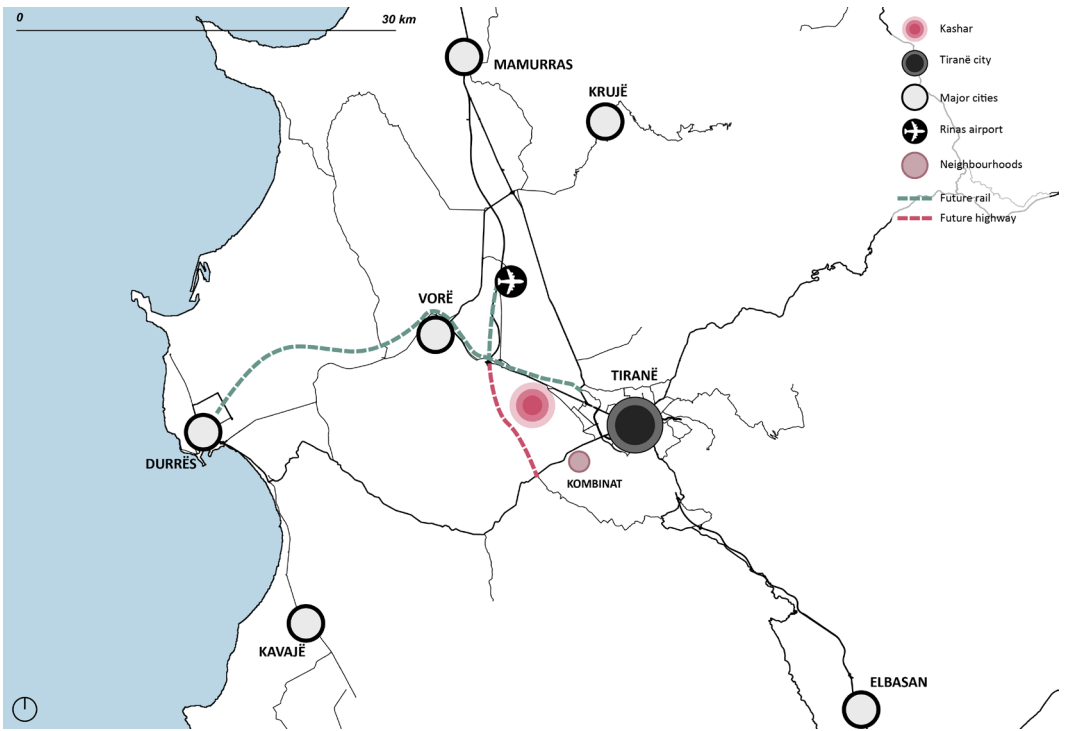 0
30 km
MAMURRAS
KRUJË
VORË
TIRANË
DURRËS
KOMBINAT
KAVAJË
ELBASAN
Kashar
Tiranë city
Major cities
Rinas airport
Neighbourhoods
Future rail
Future highway